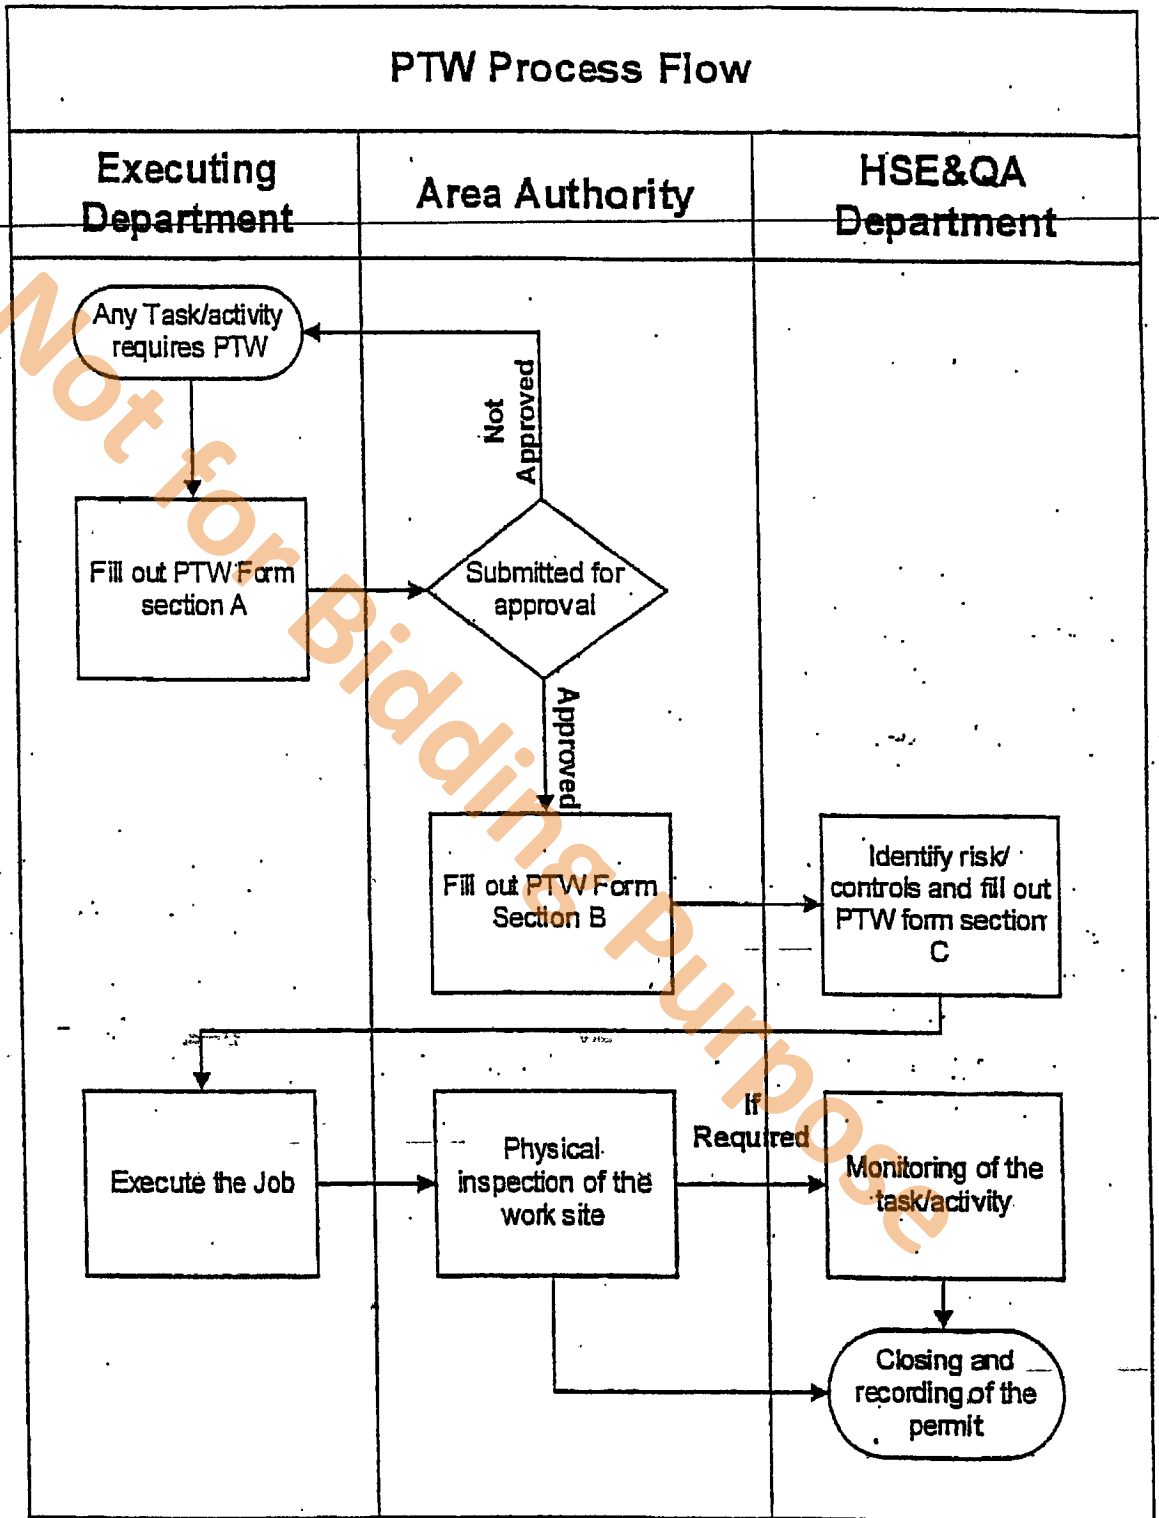 PTW Process Flow
Executing
Department
Area Authority
HSE&QA
Department
Any Task/activity
requires PTW
Not
Approved
Fill out PTW Form
section A
Submitted for
approval
Approved
Fill out PTW Form
Section B
Identify risk/
controls and fill out
PTW form section
C
Execute the Job
Physical
inspection of the
work site
If
Required
Monitoring of the
task/activity
Closing and
recording of the
permit
Not for Bidding Purpose